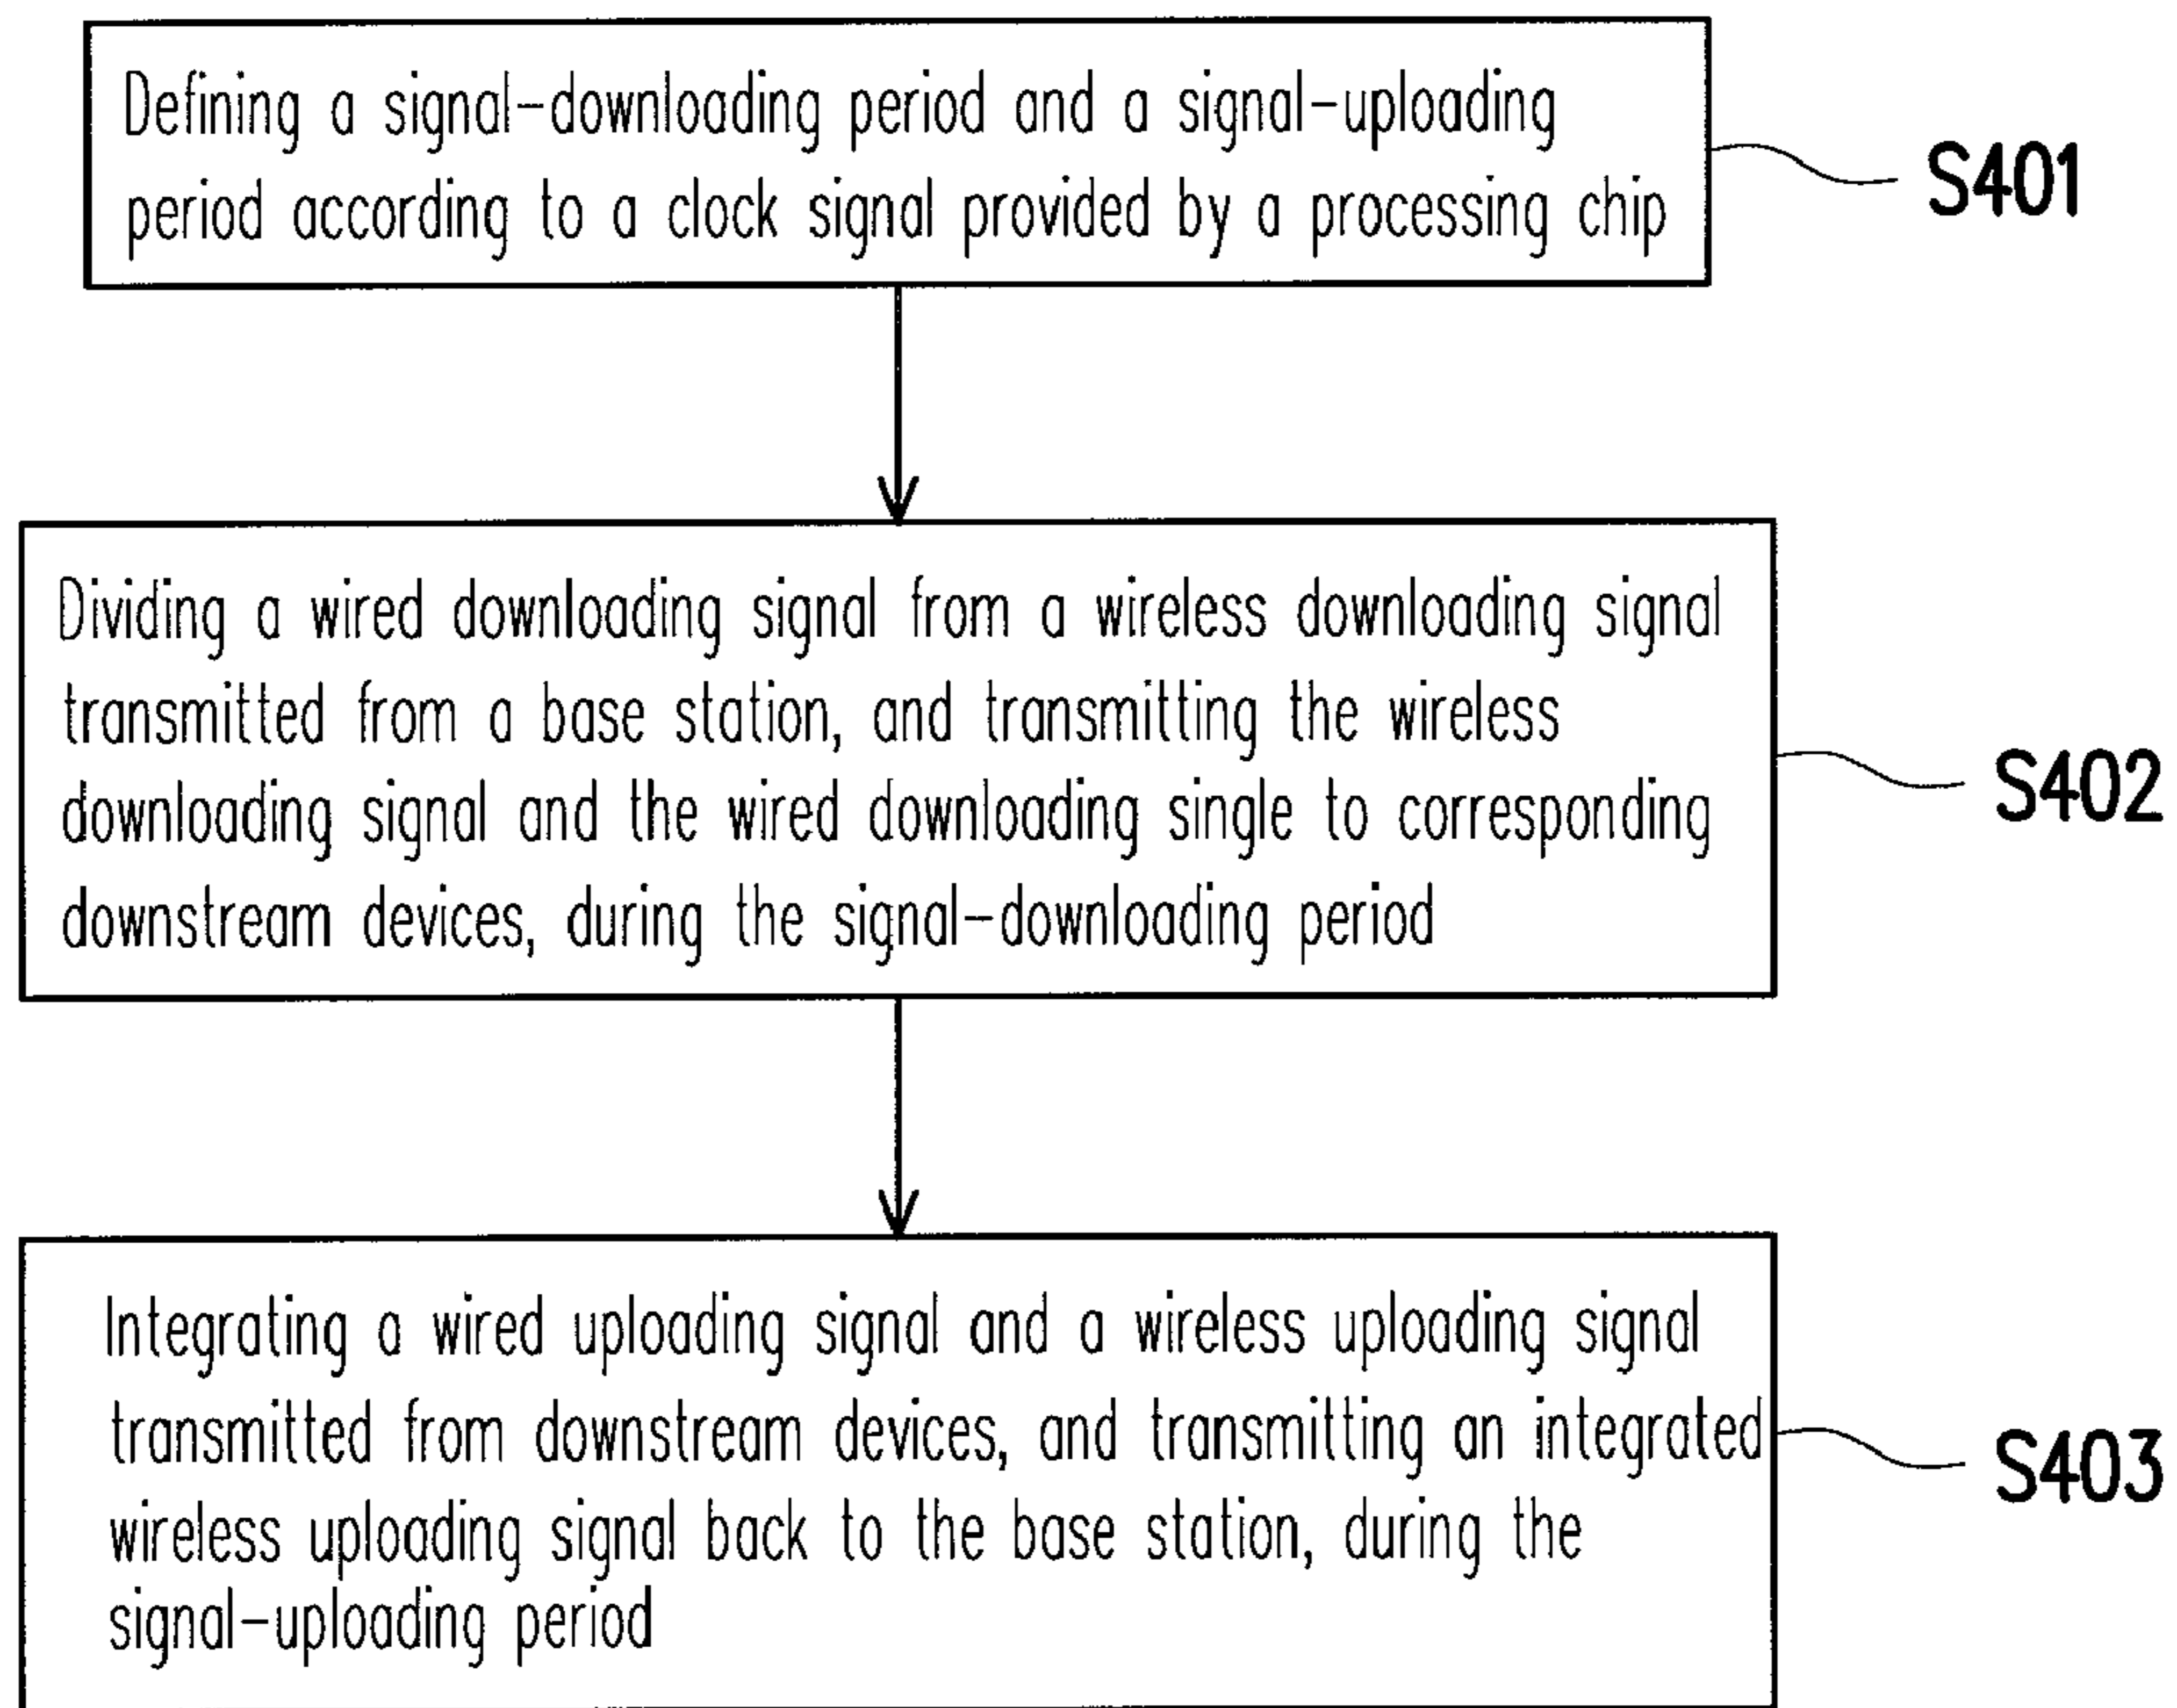 Defining a signal-downloading period and a signal-uploading
period according to a clock signal provided by a processing chip
S401
Dividing a wired downloading signal from a wireless downloading signal
transmitted from a base station, and transmitting the wireless
downloading signal and the wired downloading single to corresponding
downstream devices, during the signal-downloading period
S402
Integrating a wired uploading signal and a wireless uploading signal
transmitted from downstream devices, and transmitting an integrated
wireless uploading signal back to the base station, during the
signal-uploading period
S403